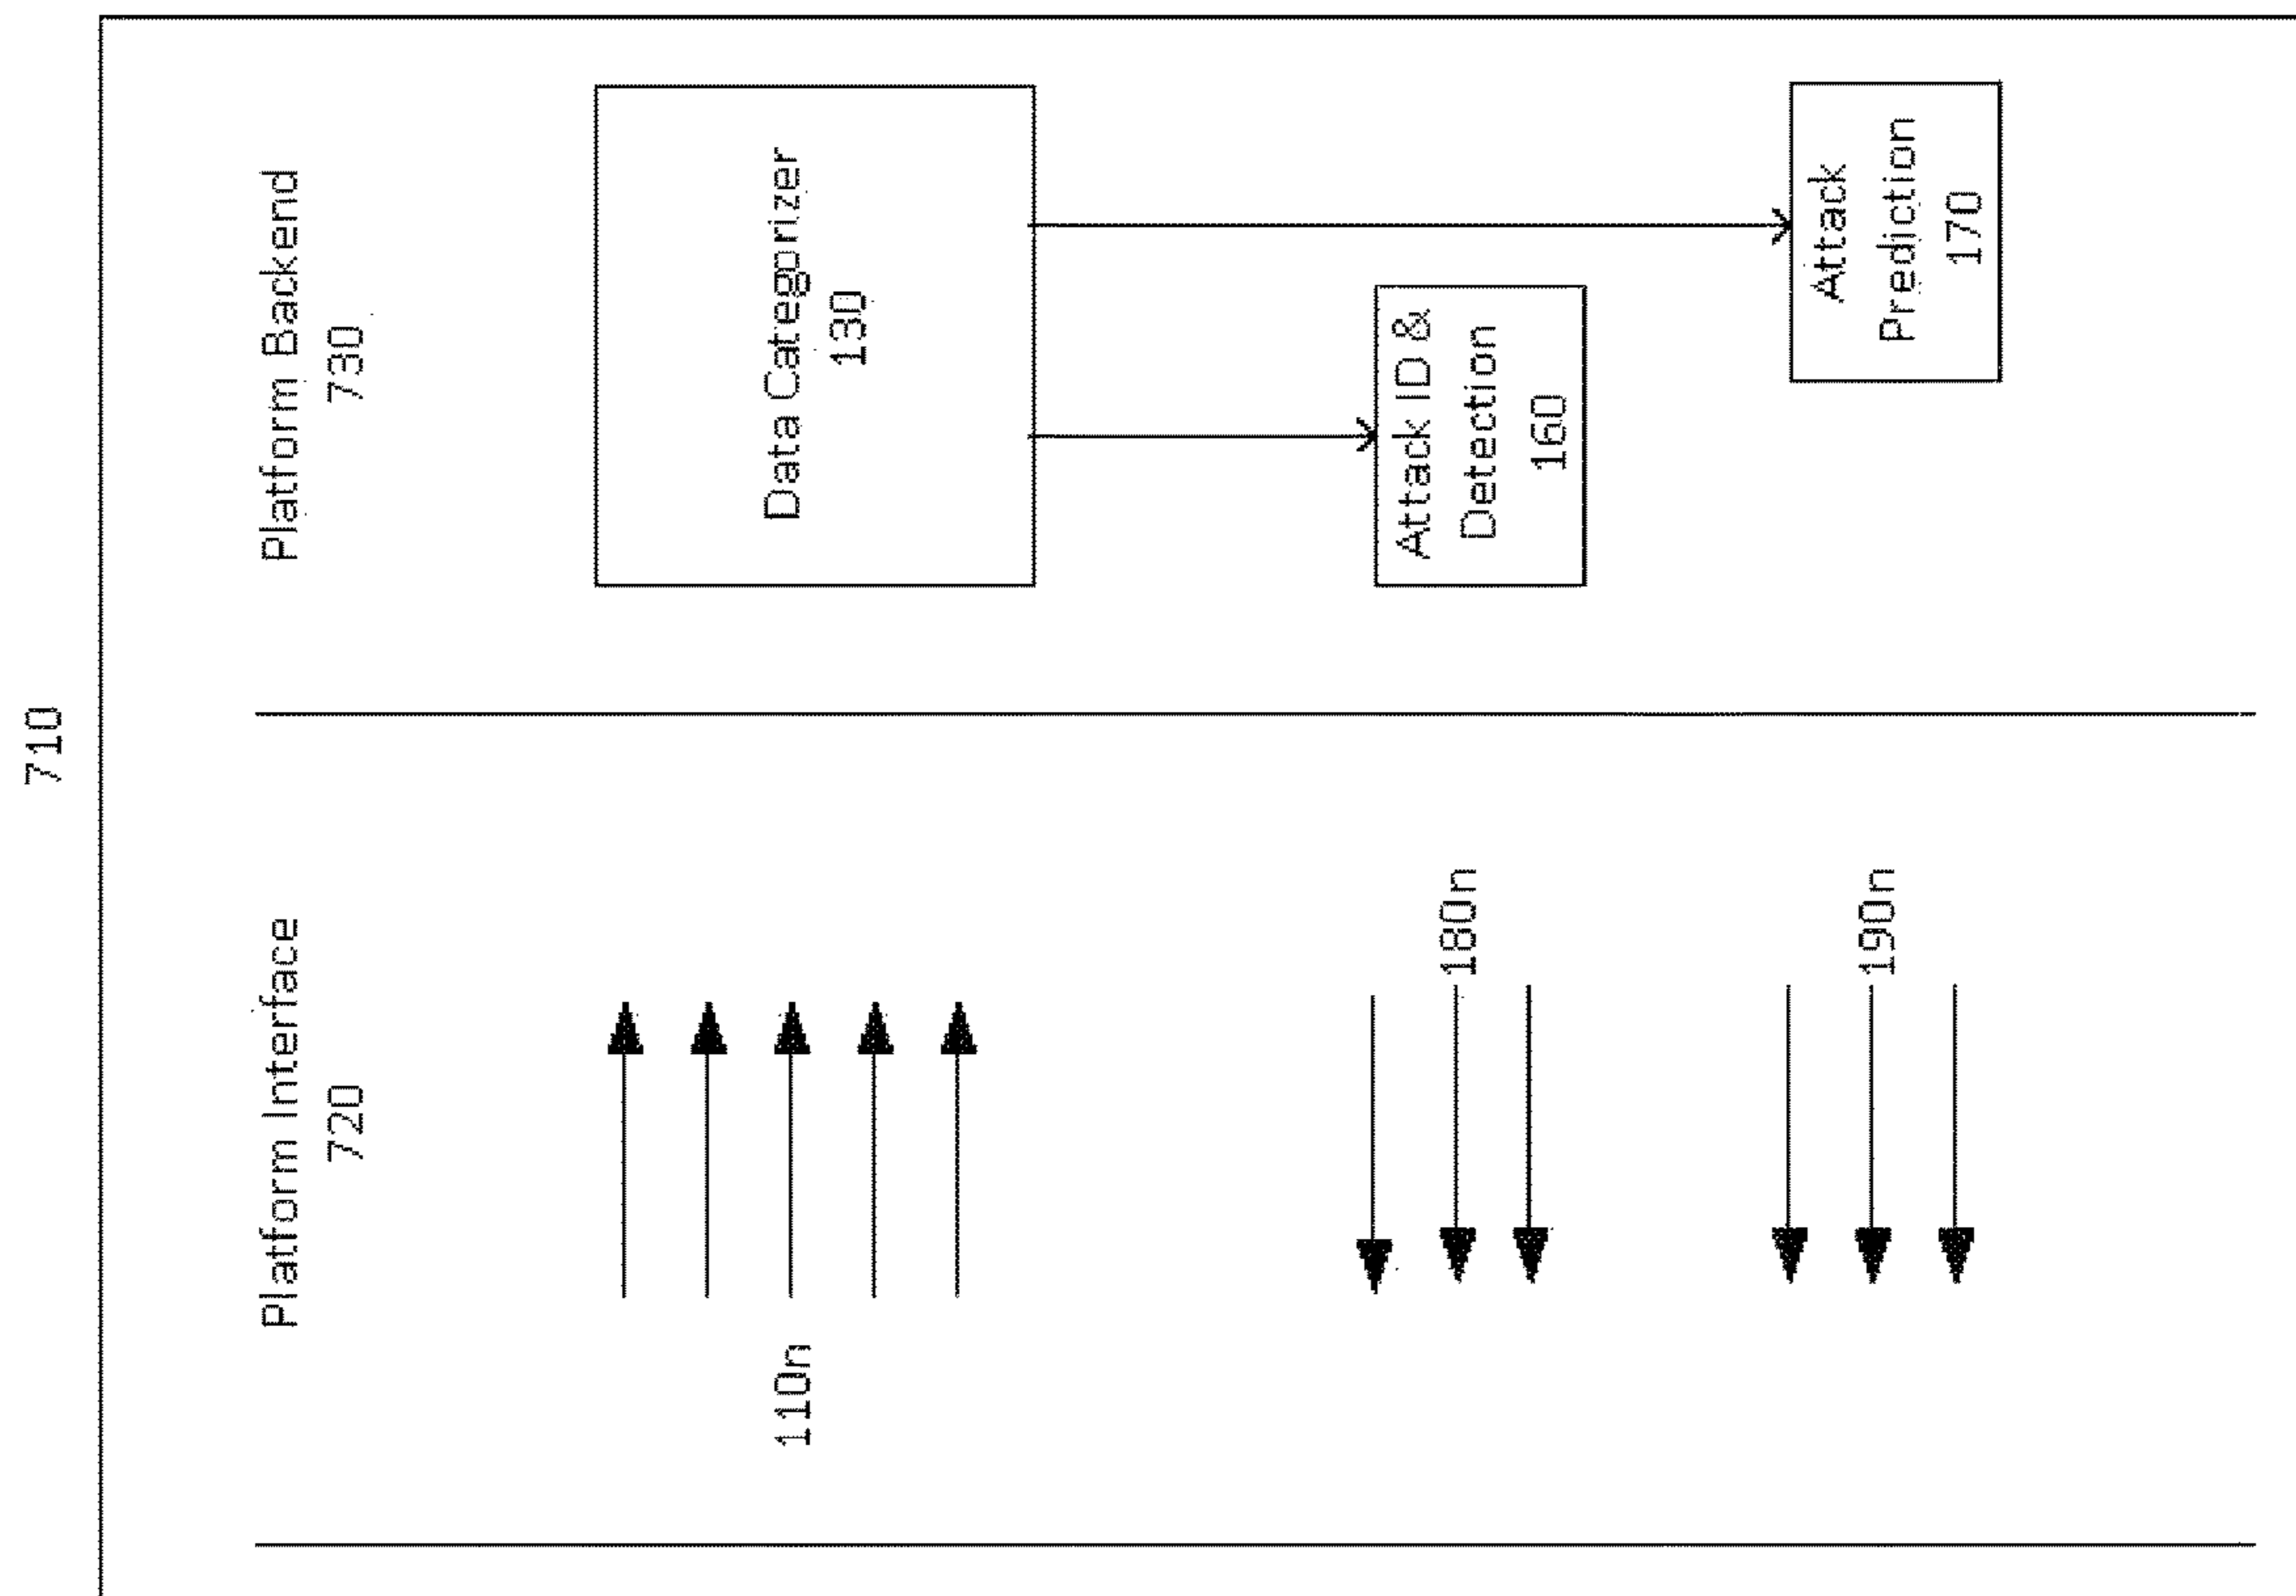 710
Platform Interface
720
Platform Backend
730
110n
Data Categorizer
130
180n
Attack ID &
Detection
160
190n
Attack
Prediction
170